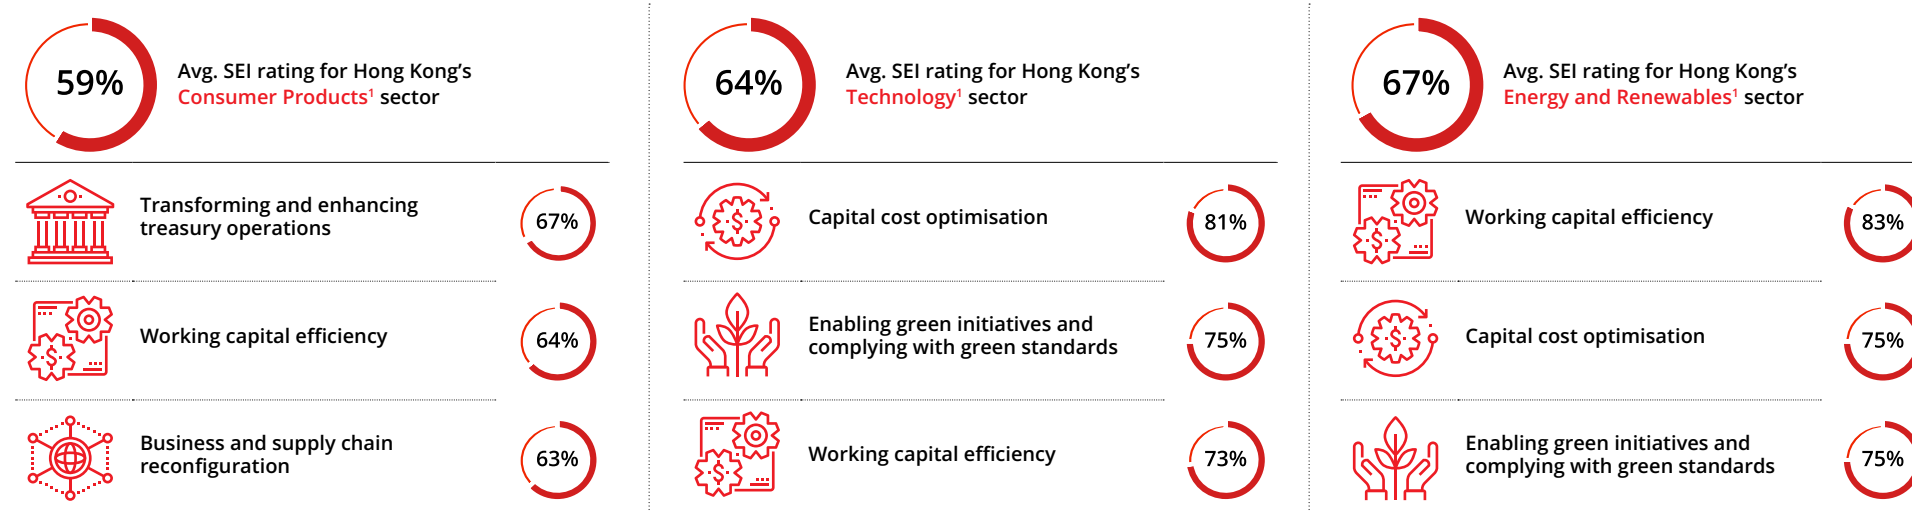 59%
Avg. SEI rating for Hong Kong's
Consumer Products¹ sector
Transforming and enhancing
treasury operations
67%
Working capital efficiency
64%
Business and supply chain
reconfiguration
63%
64%
Avg. SEI rating for Hong Kong's
Technology¹ sector
Capital cost optimisation
81%
Enabling green initiatives and
complying with green standards
75%
Working capital efficiency
73%
67%
Avg. SEI rating for Hong Kong's
Energy and Renewables¹ sector
Working capital efficiency
83%
Capital cost optimisation
75%
Enabling green initiatives and
complying with green standards
75%